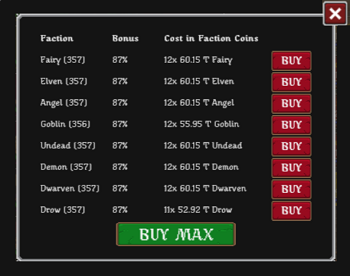 Faction Bonus Cost in Faction Coins
Fairy (357) 87% 12x 60.15 T Fairy BUY
Elven (357) 87% 12x 60.15 T Elven BUY
Angel (357) 87% 12x 60.15 T Angel BUY
Goblin (356) 87% 12x 55.95 T Goblin BUY
Undead (357) 87% 12x 60.15 T Undead BUY
Demon (357) 87% 12x 60.15 T Demon BUY
Dwarven (357) 87% 12x 60.15 T Dwarven BUY
Drow (357) 87% 11x 52.92 T Drow BUY
BUY MAX